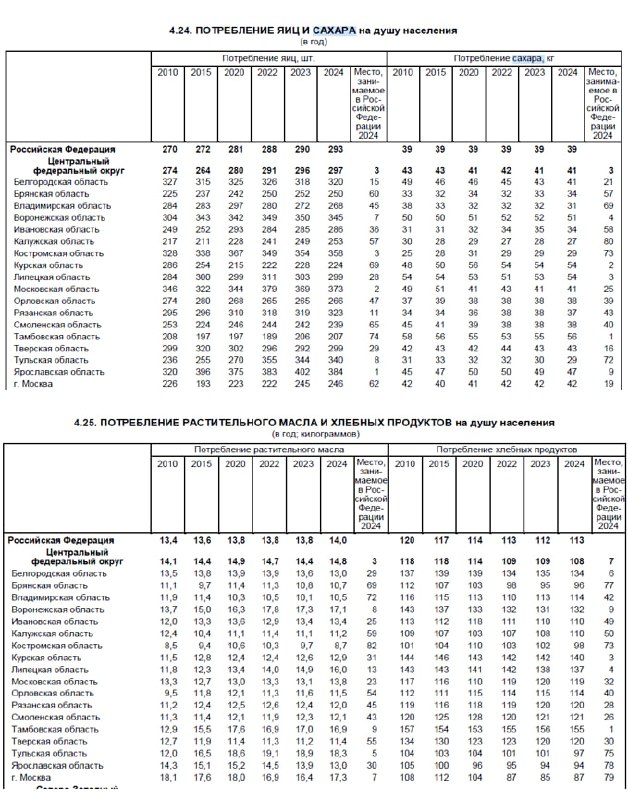 4.24. ПОТРЕБЛЕНИЕ ЯИЦ И САХАРА на душу населения
(в год)
Потребление яиц, шт. Потребление сахара, кг
2010 2015 2020 2022 2023 2024 Место, зани-маемое в Рос-сийской Феде-рации 2024 2010 2015 2020 2022 2023 2024 Место, занима-емое в Рос-сийской Феде-рации 2024
Российская Федерация 270 272 281 288 290 293 39 39 39 39 39 39
Центральный
федеральный округ 274 264 280 291 296 297 3 43 43 41 42 41 41 3
Белгородская область 327 315 325 326 318 320 15 49 46 46 45 43 41 21
Брянская область 225 237 242 250 252 250 60 33 32 34 32 33 34 57
Владимирская область 284 283 297 280 272 268 45 38 33 32 32 32 31 69
Воронежская область 304 343 342 349 350 345 7 50 50 51 52 52 51 4
Ивановская область 249 252 293 284 285 286 36 31 31 32 34 35 34 58
Калужская область 217 211 228 241 249 253 57 30 28 29 27 28 27 80
Костромская область 328 338 367 349 354 358 3 25 28 31 29 29 29 73
Курская область 286 254 215 222 228 224 69 48 50 56 54 54 54 2
Липецкая область 284 300 299 311 303 299 28 54 54 53 51 53 54 3
Московская область 346 322 344 379 369 373 2 49 51 41 43 41 41 25
Орловская область 274 280 268 265 265 266 47 37 39 38 38 38 38 39
Рязанская область 295 296 310 318 319 323 11 34 34 36 38 38 37 43
Смоленская область 253 224 246 244 242 239 65 45 41 39 38 38 38 40
Тамбовская область 208 197 197 189 206 207 74 58 56 55 53 55 56 1
Тверская область 299 320 302 296 292 299 29 42 43 42 44 43 43 16
Тульская область 236 255 270 355 344 340 8 31 33 32 32 30 29 72
Ярославская область 320 396 375 383 402 384 1 45 47 50 50 49 47 9
г. Москва 226 193 223 222 245 246 62 42 40 41 42 42 42 19
4.25. ПОТРЕБЛЕНИЕ РАСТИТЕЛЬНОГО МАСЛА И ХЛЕБНЫХ ПРОДУКТОВ на душу населения
(в год; килограммов)
Потребление растительного масла Потребление хлебных продуктов
2010 2015 2020 2022 2023 2024 Место, зани-маемое в Рос-сийской Феде-рации 2024 2010 2015 2020 2022 2023 2024 Место, зани-маемое в Рос-сийской Феде-рации 2024
Российская Федерация 13,4 13,6 13,8 13,8 13,8 14,0 120 117 114 113 112 113
Центральный
федеральный округ 14,1 14,4 14,9 14,7 14,4 14,8 3 118 118 114 109 109 108 7
Белгородская область 13,5 13,8 13,9 13,9 13,6 13,0 29 137 139 139 134 135 134 6
Брянская область 11,1 9,7 11,4 11,3 10,8 10,7 69 112 107 103 98 95 96 77
Владимирская область 11,9 11,4 10,3 10,5 10,1 10,5 72 116 115 113 110 113 114 42
Воронежская область 13,7 15,0 16,3 17,8 17,3 17,1 8 143 137 133 132 131 132 9
Ивановская область 12,0 13,3 13,6 12,9 13,4 13,4 25 113 112 118 111 110 110 49
Калужская область 12,4 10,4 11,1 11,4 11,1 11,2 59 109 107 103 107 108 110 50
Костромская область 8,5 9,4 10,6 10,3 9,7 8,7 82 101 104 110 103 102 98 73
Курская область 11,5 12,8 12,4 12,4 12,6 12,9 31 144 146 143 142 142 140 3
Липецкая область 11,8 12,3 13,4 14,0 14,9 16,0 13 143 143 141 142 138 137 4
Московская область 13,3 12,7 13,0 13,3 13,1 13,8 23 117 116 110 119 120 119 32
Орловская область 9,5 11,8 12,1 11,3 11,6 11,5 54 112 111 115 114 115 114 40
Рязанская область 11,2 12,4 12,5 12,6 12,4 12,0 45 119 116 118 119 120 120 28
Смоленская область 11,3 11,4 12,1 11,9 12,3 12,1 43 120 125 128 120 121 121 26
Тамбовская область 12,9 15,5 17,6 16,9 17,0 16,9 9 157 154 153 155 156 155 1
Тверская область 12,7 11,9 11,4 11,3 11,2 11,4 55 134 130 123 123 120 120 30
Тульская область 12,0 16,5 18,6 19,1 18,9 18,3 5 104 103 104 101 101 97 75
Ярославская область 14,3 15,1 15,2 14,5 13,9 13,0 30 105 100 96 95 94 94 78
г. Москва 18,1 17,6 18,0 16,9 16,4 17,3 7 108 112 104 87 85 87 79